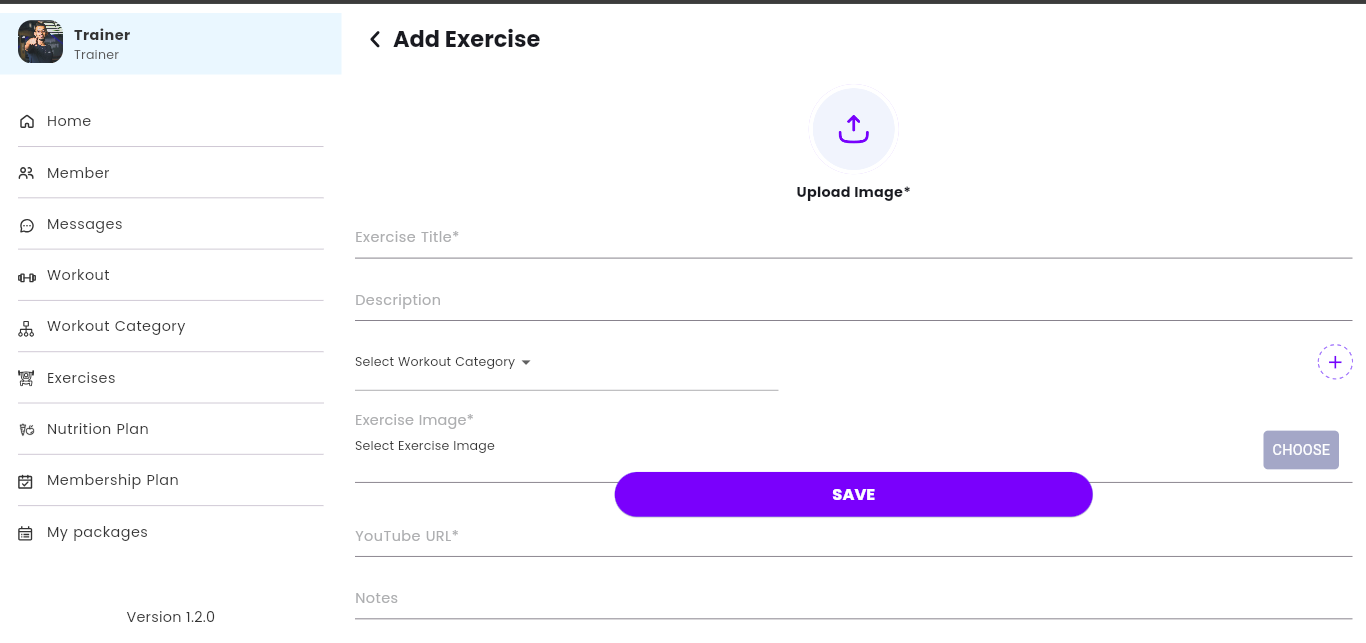 Trainer
Trainer
Home
Member
Messages
Workout
Workout Category
Exercises
Nutrition Plan
Membership Plan
My packages
Version 1.2.0
Add Exercise
Upload Image*
Exercise Title*
Description
Select Workout Category
Exercise Image*
Select Exercise Image
CHOOSE
SAVE
YouTube URL*
Notes